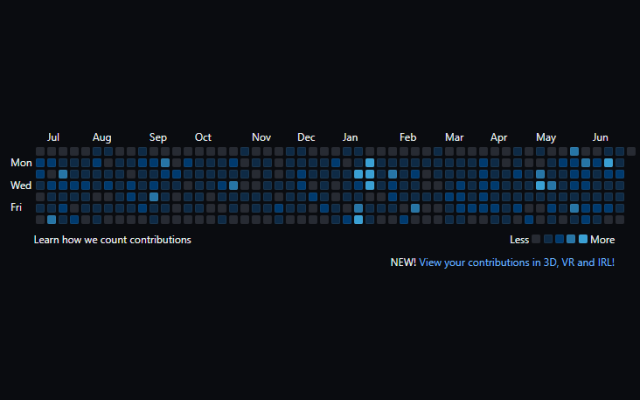 Jul Aug Sep Oct Nov Dec Jan Feb Mar Apr May Jun
Mon
Wed
Fri
Learn how we count contributions Less More
NEW! View your contributions in 3D, VR and IRL!